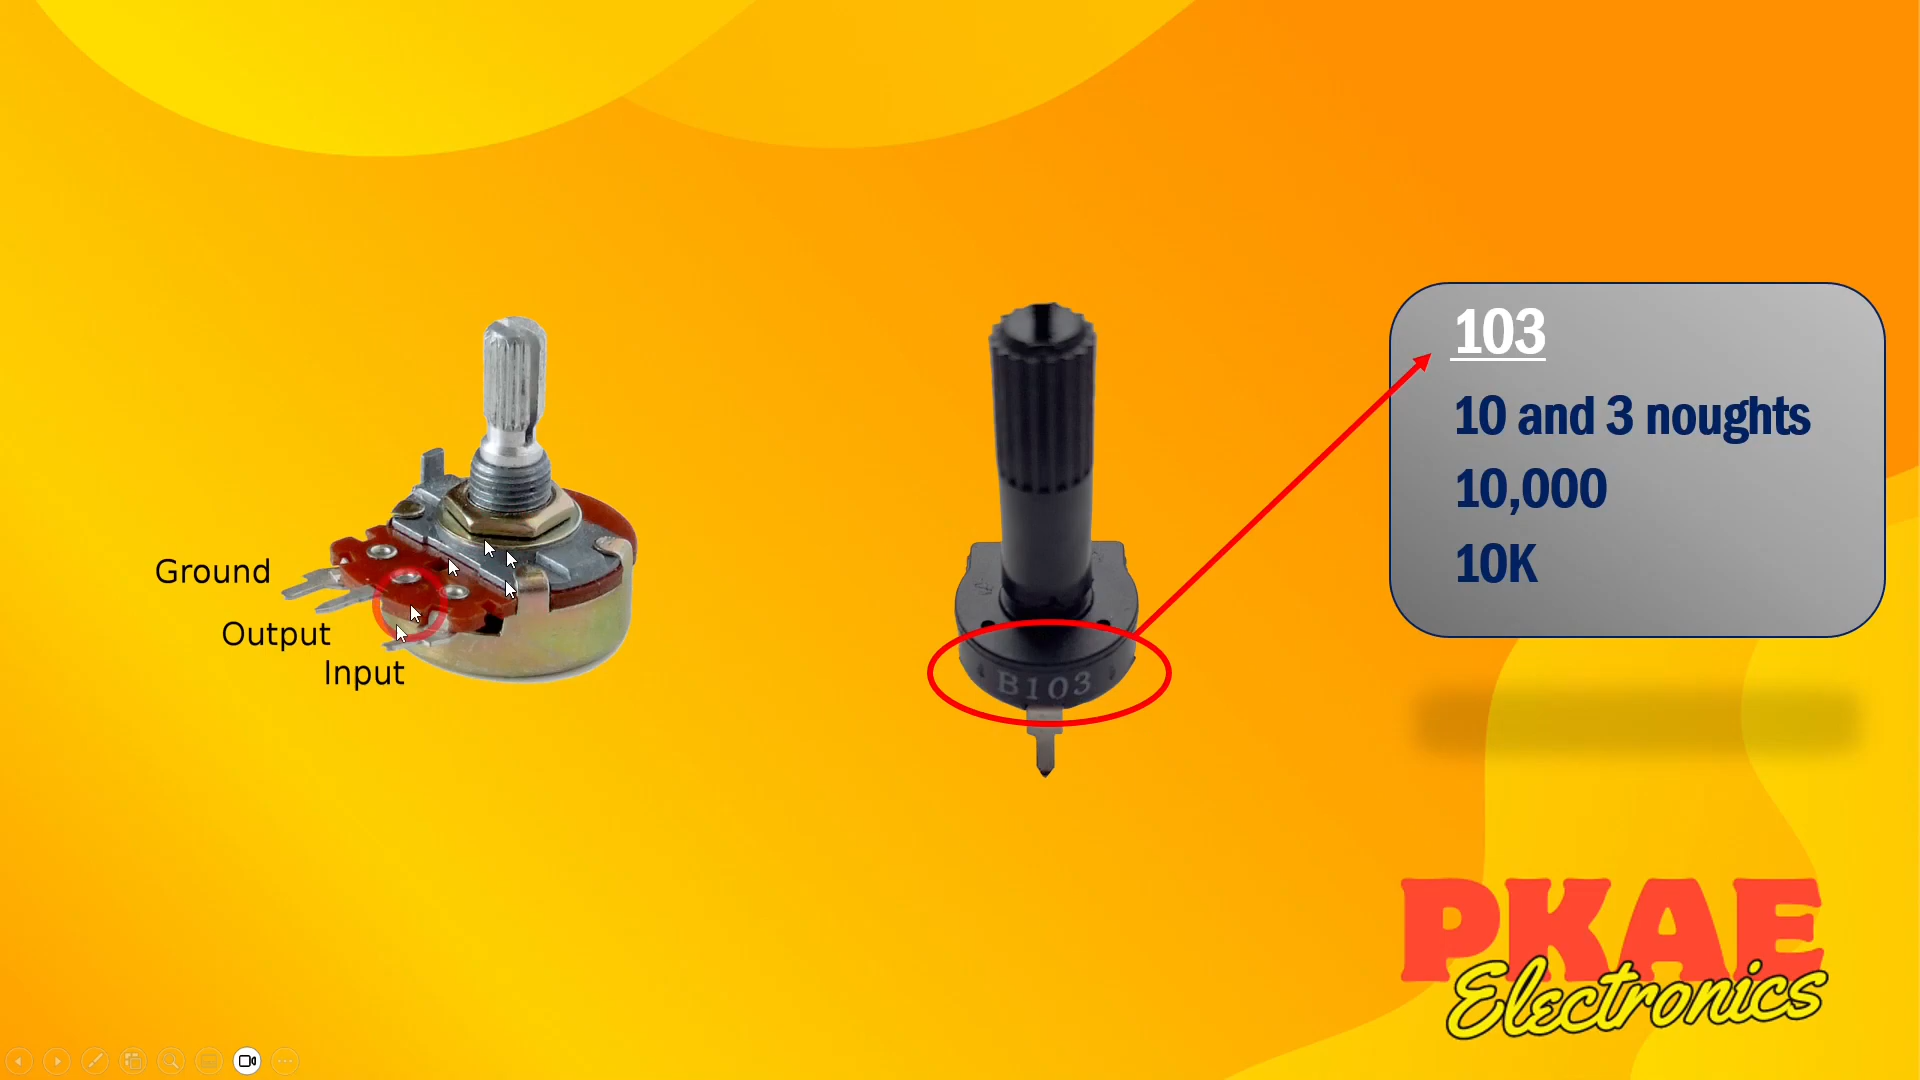 Ground
Output
Input
B103
103
10 and 3 noughts
10,000
10K
PKAE
Electronics